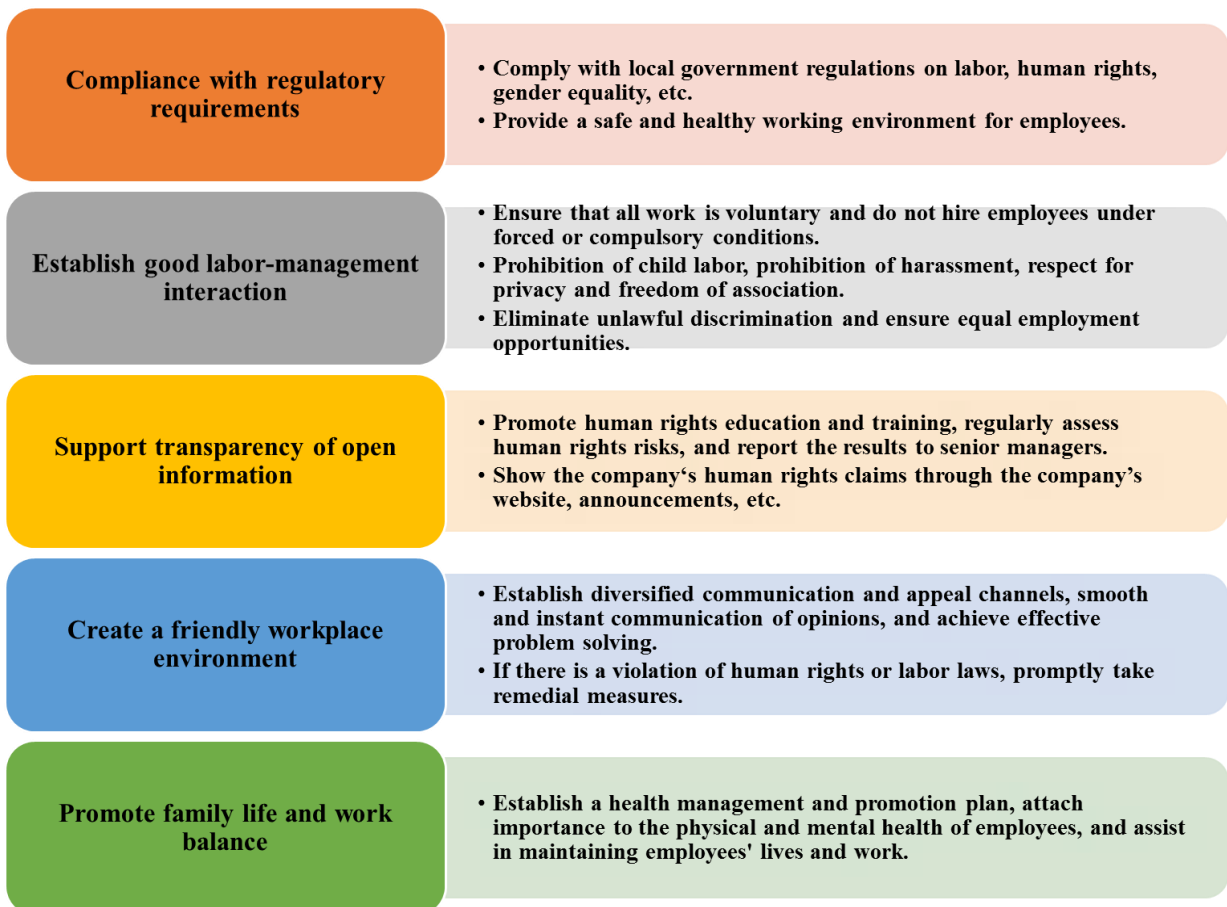 Compliance with regulatory
requirements
• Comply with local government regulations on labor, human rights,
gender equality, etc.
• Provide a safe and healthy working environment for employees.
Establish good labor-management
interaction
• Ensure that all work is voluntary and do not hire employees under
forced or compulsory conditions.
• Prohibition of child labor, prohibition of harassment, respect for
privacy and freedom of association.
• Eliminate unlawful discrimination and ensure equal employment
opportunities.
Support transparency of open
information
• Promote human rights education and training, regularly assess
human rights risks, and report the results to senior managers.
• Show the company‘s human rights claims through the company’s
website, announcements, etc.
Create a friendly workplace
environment
• Establish diversified communication and appeal channels, smooth
and instant communication of opinions, and achieve effective
problem solving.
• If there is a violation of human rights or labor laws, promptly take
remedial measures.
Promote family life and work
balance
• Establish a health management and promotion plan, attach
importance to the physical and mental health of employees, and assist
in maintaining employees' lives and work.